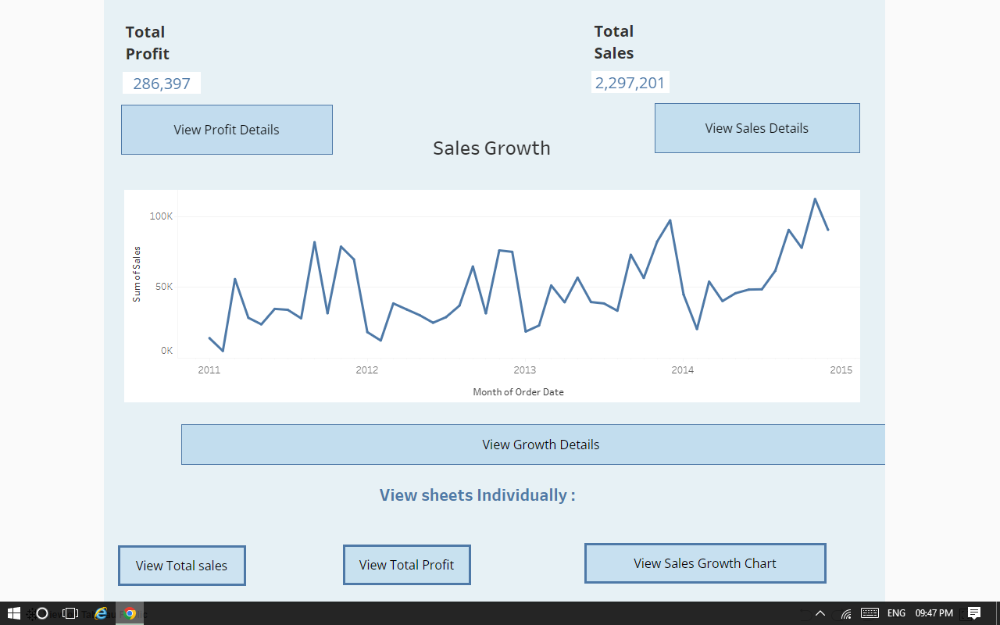 Total
Profit
286,397
View Profit Details
Total
Sales
2,297,201
View Sales Details
Sales Growth
100K
50K
0K
Sum of Sales
2011 2012 2013 2014 2015
Month of Order Date
View Growth Details
View sheets Individually :
View Total sales
View Total Profit
View Sales Growth Chart
ENG 09:47 PM